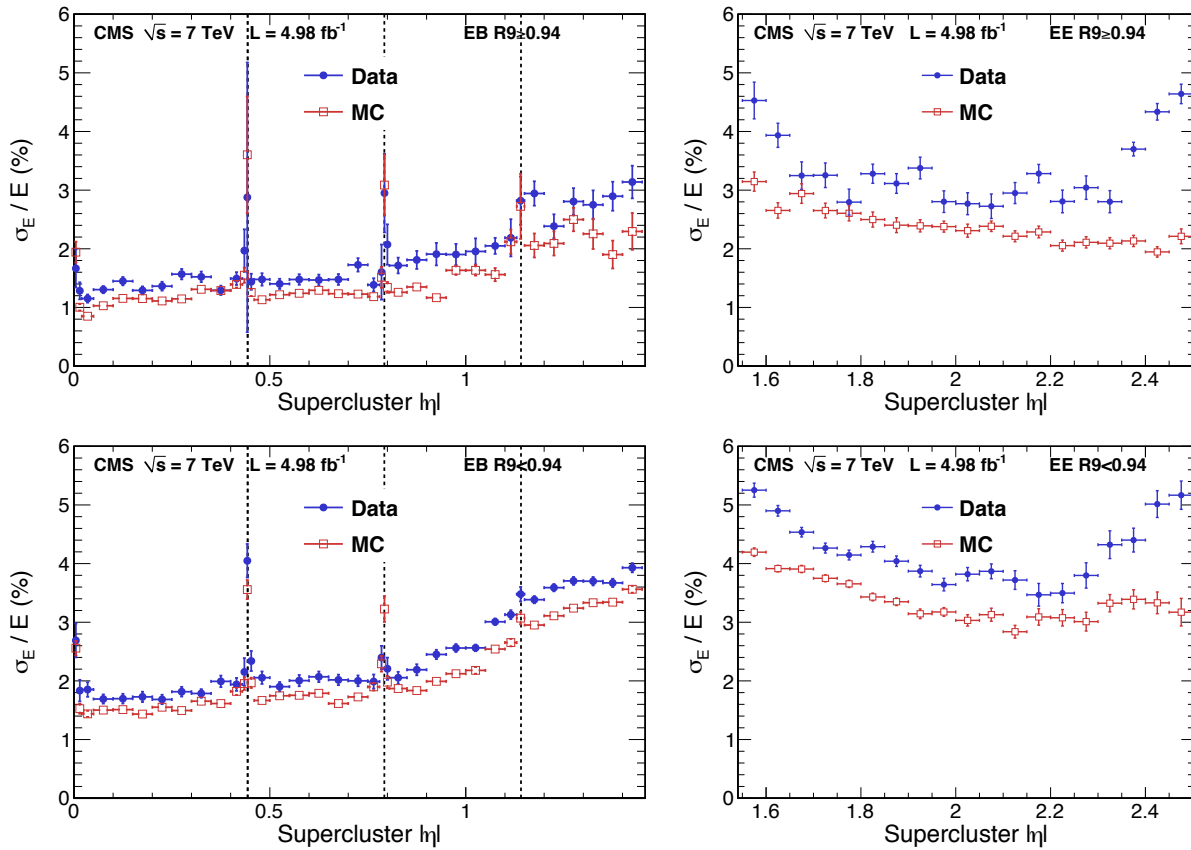 CMS √s = 7 TeV L = 4.98 fb⁻¹ EB R9≥0.94
Data
MC
σ_E / E (%)
6
5
4
3
2
1
0
0 0.5 1
Supercluster |η|
CMS √s = 7 TeV L = 4.98 fb⁻¹ EE R9≥0.94
Data
MC
σ_E / E (%)
6
5
4
3
2
1
0
1.6 1.8 2 2.2 2.4
Supercluster |η|
CMS √s = 7 TeV L = 4.98 fb⁻¹ EB R9<0.94
Data
MC
σ_E / E (%)
6
5
4
3
2
1
0
0 0.5 1
Supercluster |η|
CMS √s = 7 TeV L = 4.98 fb⁻¹ EE R9<0.94
Data
MC
σ_E / E (%)
6
5
4
3
2
1
0
1.6 1.8 2 2.2 2.4
Supercluster |η|